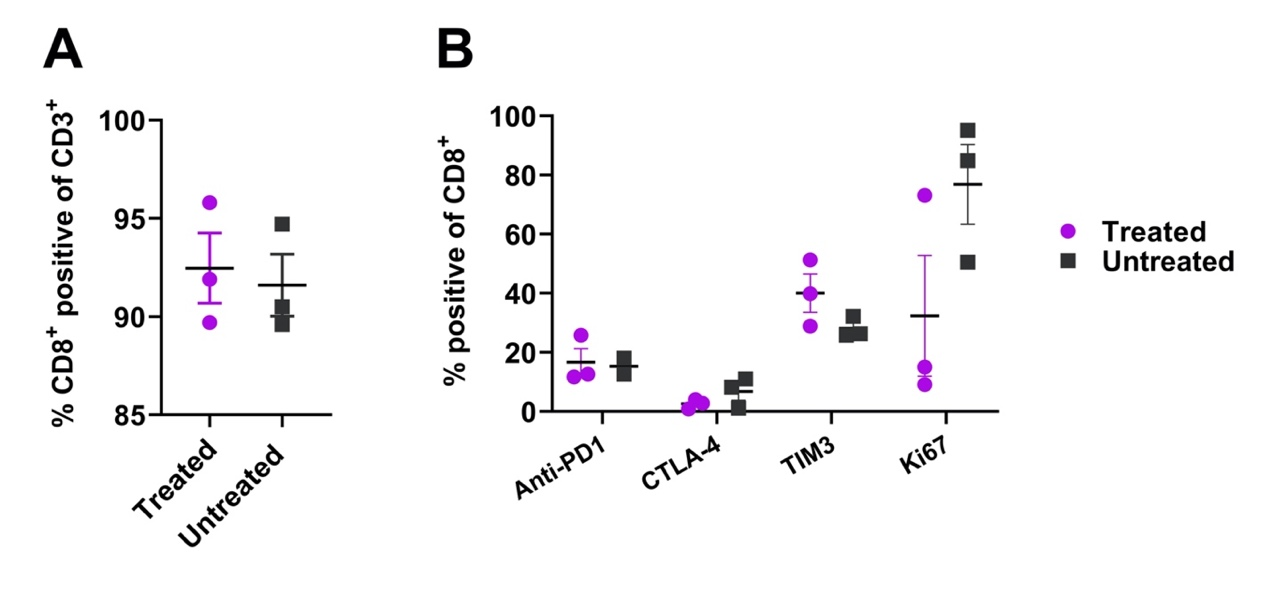 A
% CD8+ positive of CD3+
100
95
90
85
Treated
Untreated
B
% positive of CD8+
100
80
60
40
20
0
Anti-PD1
CTLA-4
TIM3
Ki67
Treated
Untreated